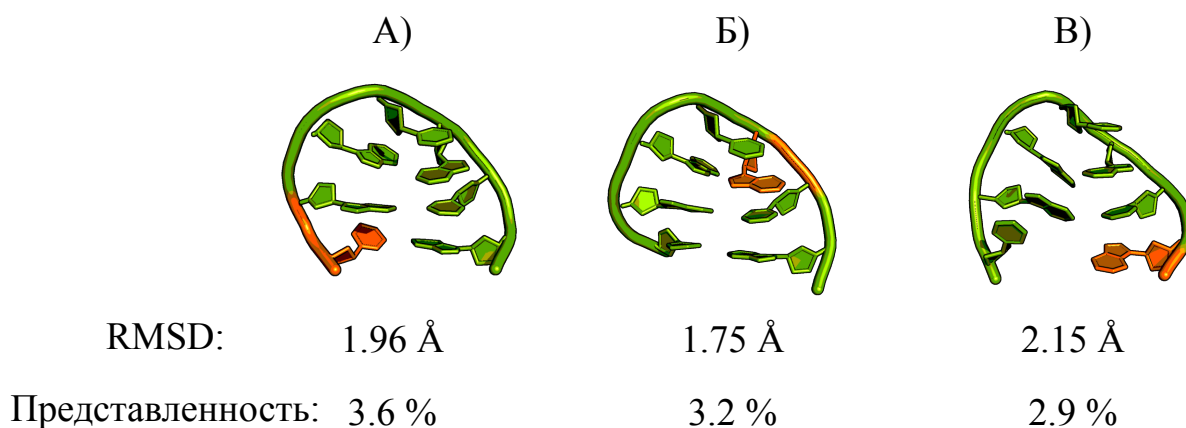 А) Б) В)
RMSD: 1.96 Å 1.75 Å 2.15 Å
Представленность: 3.6 % 3.2 % 2.9 %